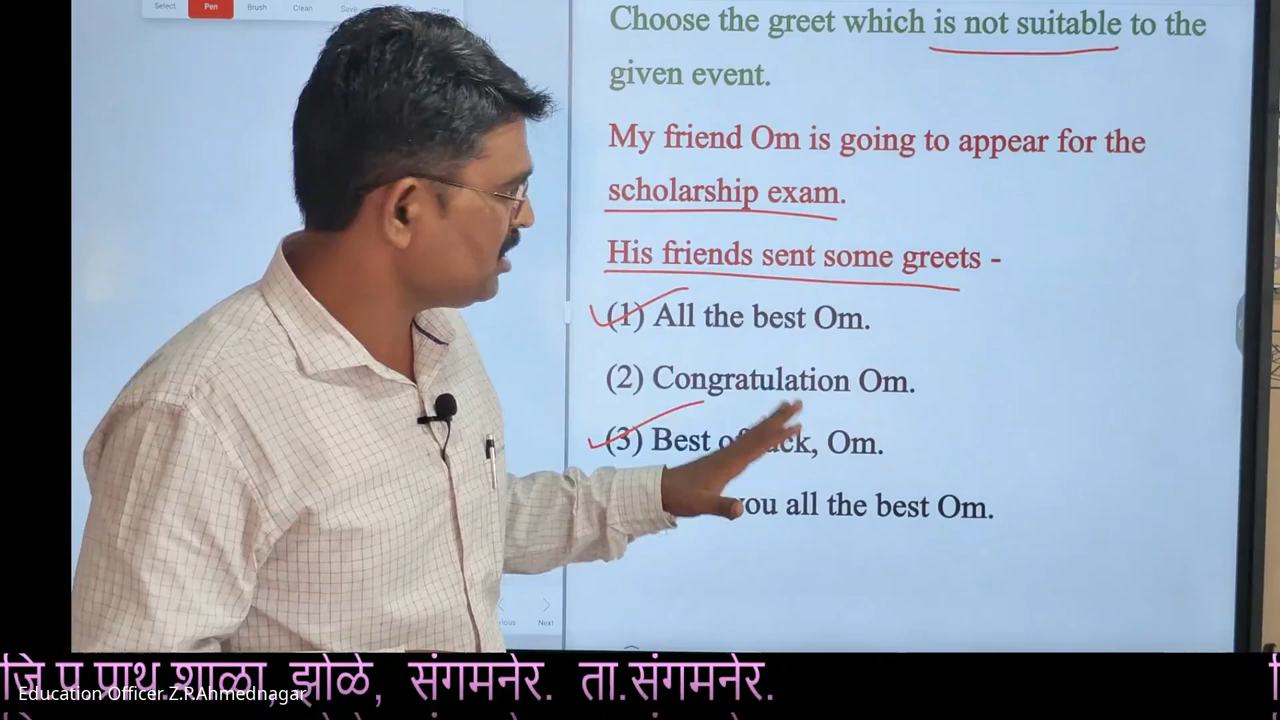 Select Pen Brush Clean Save
Choose the greet which is not suitable to the
given event.
My friend Om is going to appear for the
scholarship exam.
His friends sent some greets -
(1) All the best Om.
(2) Congratulation Om.
(3) Best of luck, Om.
you all the best Om.
Next
जि.प.प्राथ.शाळा, झोळे, संगमनेर. ता.संगमनेर.
Education Officer Z.P.Ahmednagar